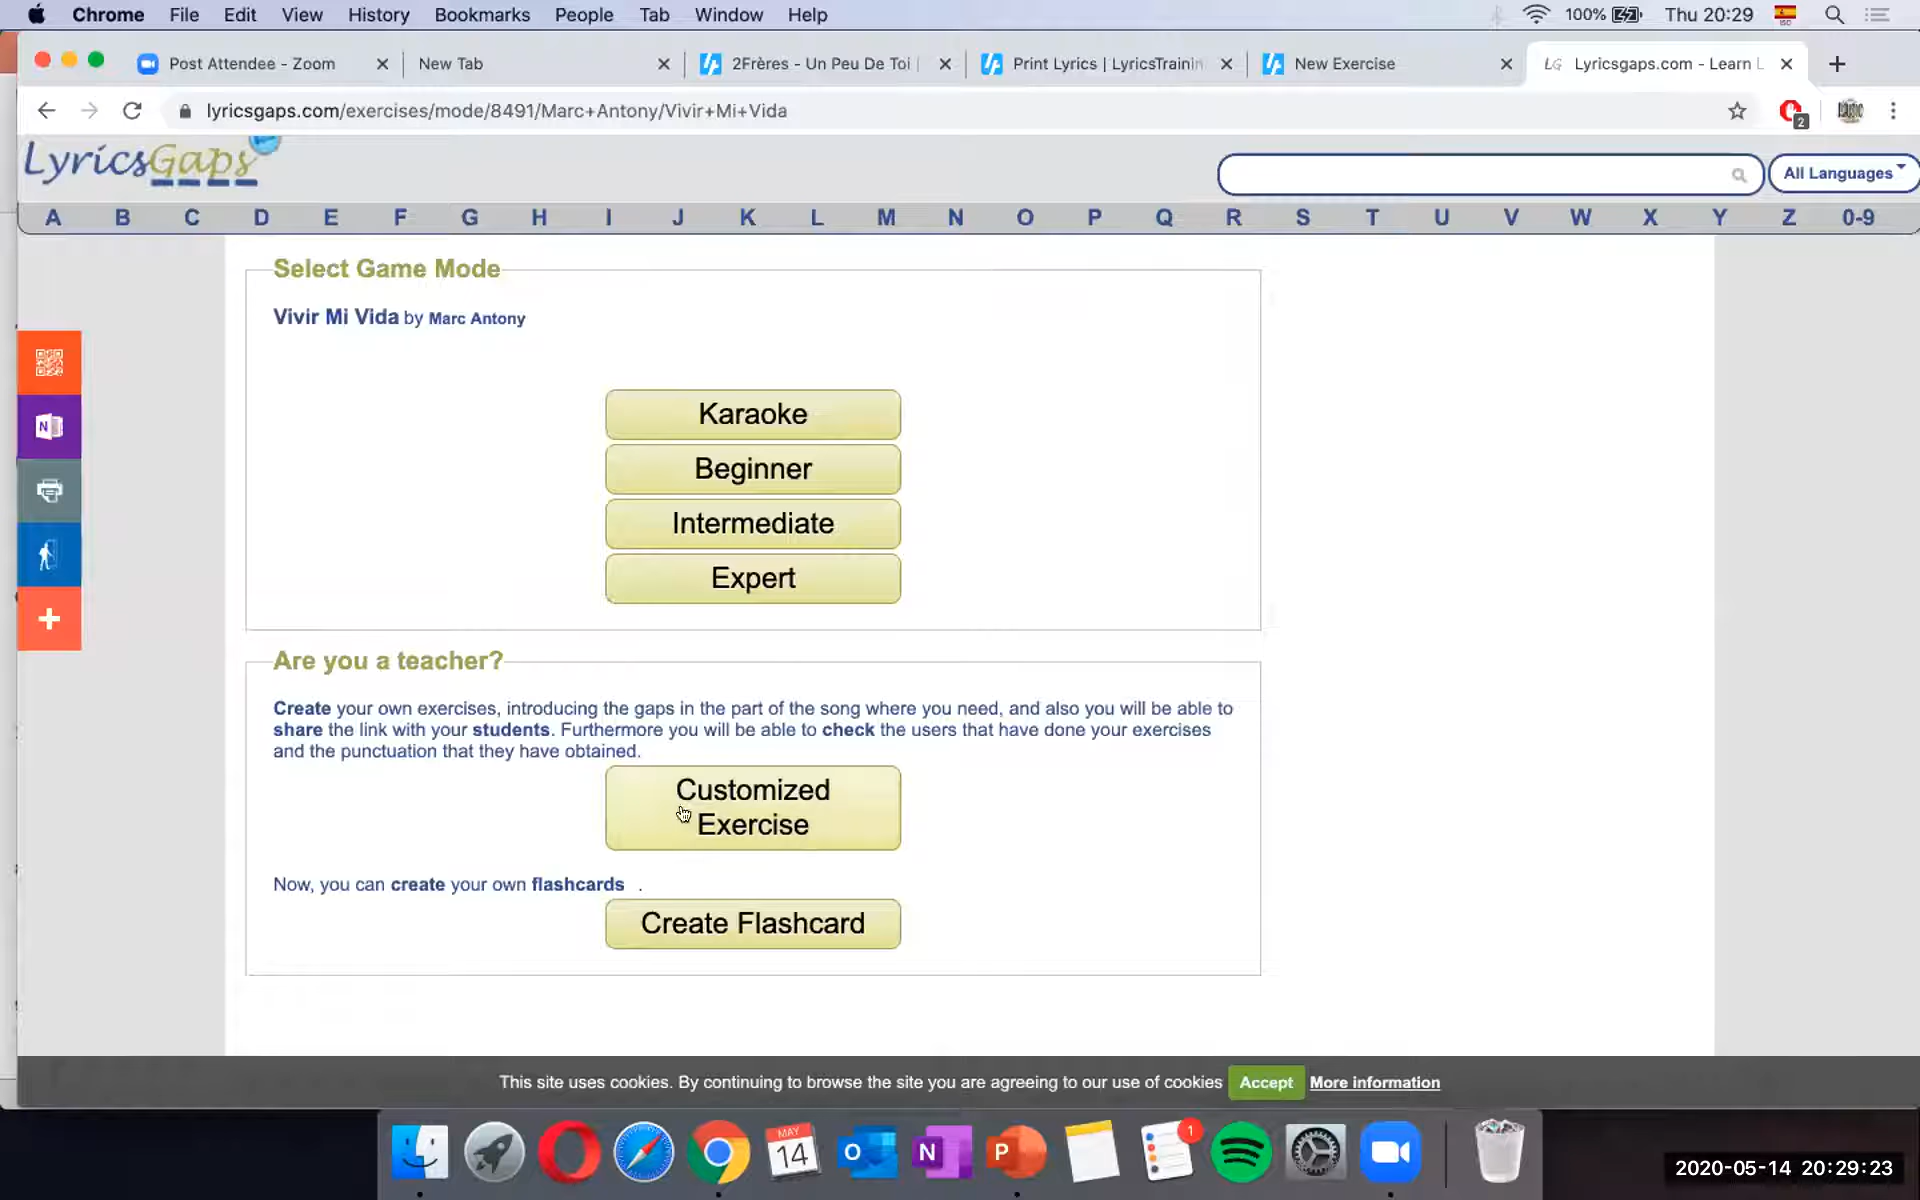 Chrome File Edit View History Bookmarks People Tab Window Help 100% Thu 20:29 ISO
Post Attendee - Zoom New Tab 2Frères - Un Peu De Toi | Print Lyrics | LyricsTrainin New Exercise LG Lyricsgaps.com - Learn L
lyricsgaps.com/exercises/mode/8491/Marc+Antony/Vivir+Mi+Vida 2
LyricsGaps All Languages
A B C D E F G H I J K L M N O P Q R S T U V W X Y Z 0-9
Select Game Mode
Vivir Mi Vida by Marc Antony
Karaoke
Beginner
Intermediate
Expert
N
Are you a teacher?
Create your own exercises, introducing the gaps in the part of the song where you need, and also you will be able to
share the link with your students. Furthermore you will be able to check the users that have done your exercises
and the punctuation that they have obtained.
Customized
Exercise
Now, you can create your own flashcards .
Create Flashcard
This site uses cookies. By continuing to browse the site you are agreeing to our use of cookies Accept More information
MAY
14
O
N
P
1
2020-05-14 20:29:23